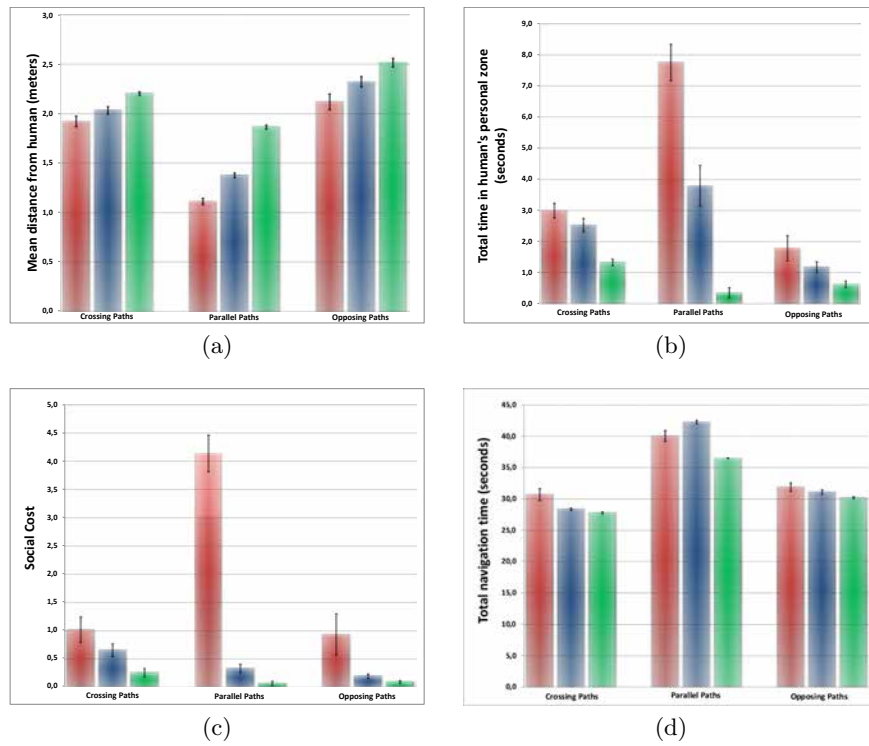 3,0
2,5
2,0
1,5
1,0
0,5
0,0
Mean distance from human (meters)
Crossing Paths
Parallel Paths
Opposing Paths
(a)
9,0
8,0
7,0
6,0
5,0
4,0
3,0
2,0
1,0
0,0
Total time in human's personal zone
(seconds)
Crossing Paths
Parallel Paths
Opposing Paths
(b)
5,0
4,5
4,0
3,5
3,0
2,5
2,0
1,5
1,0
0,5
0,0
Social Cost
Crossing Paths
Parallel Paths
Opposing Paths
(c)
45,0
40,0
35,0
30,0
25,0
20,0
15,0
10,0
5,0
0,0
Total navigation time (seconds)
Crossing Paths
Parallel Paths
Opposing Paths
(d)